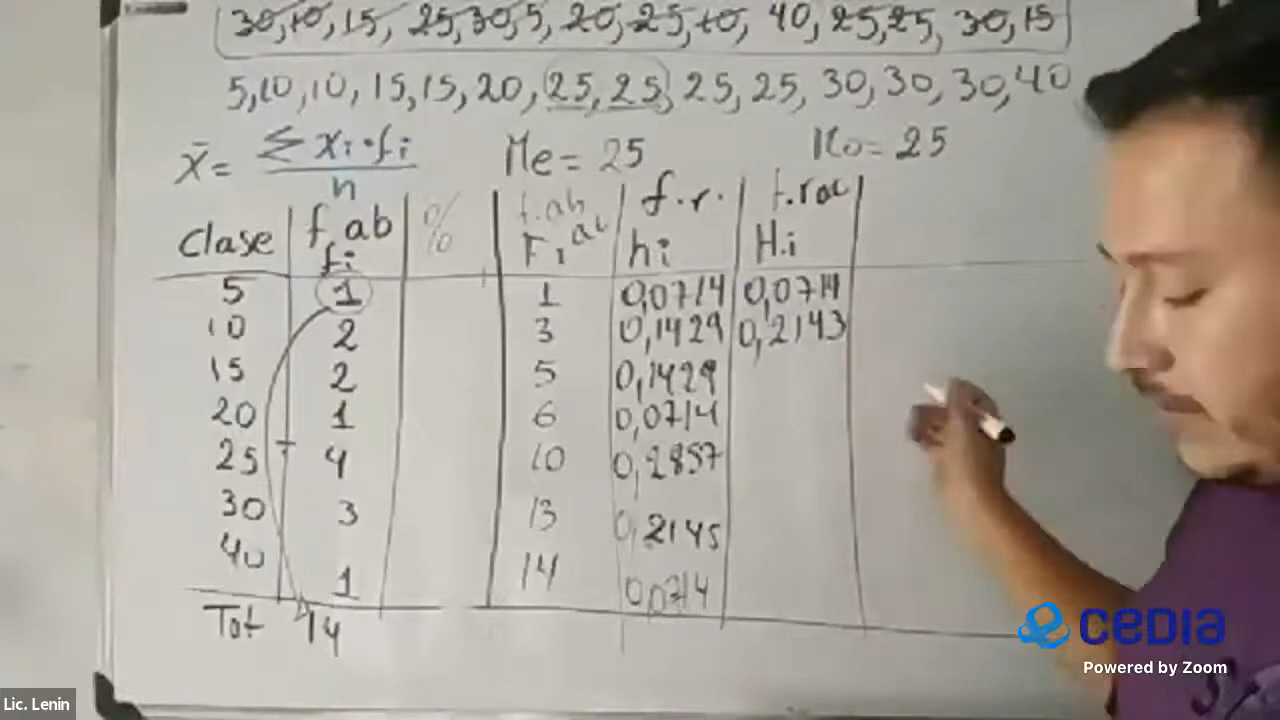 30, 10, 15, 25, 30, 5, 20, 25, 10, 40, 25, 25, 30, 15
5, 10, 10, 15, 15, 20, 25, 25, 25, 25, 30, 30, 30, 40
x̄ = Σ xi·fi / n Me = 25 Mo = 25
Clase f.ab fi % f.ab Fi ac f.r. hi f.rac Hi
5 1 1 0,0714 0,0714
10 2 3 0,1429 0,2143
15 2 5 0,1429
20 1 6 0,0714
25 4 10 0,2857
30 3 13 0,2145
40 1 14 0,0714
Tot 14
cedia
Powered by Zoom
Lic. Lenin